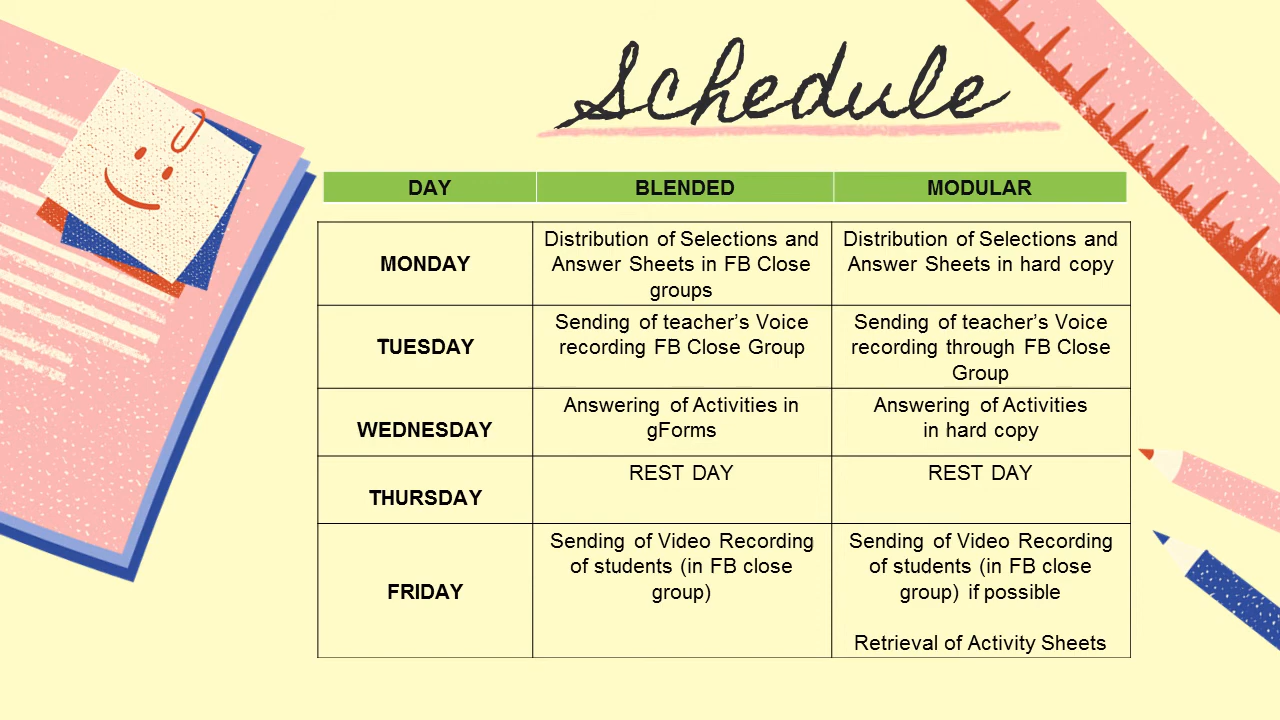 Schedule
DAY BLENDED MODULAR
MONDAY
Distribution of Selections and
Answer Sheets in FB Close
groups
Distribution of Selections and
Answer Sheets in hard copy
TUESDAY
Sending of teacher’s Voice
recording FB Close Group
Sending of teacher’s Voice
recording through FB Close
Group
WEDNESDAY
Answering of Activities in
gForms
Answering of Activities
in hard copy
THURSDAY
REST DAY
REST DAY
FRIDAY
Sending of Video Recording
of students (in FB close
group)
Sending of Video Recording
of students (in FB close
group) if possible
Retrieval of Activity Sheets